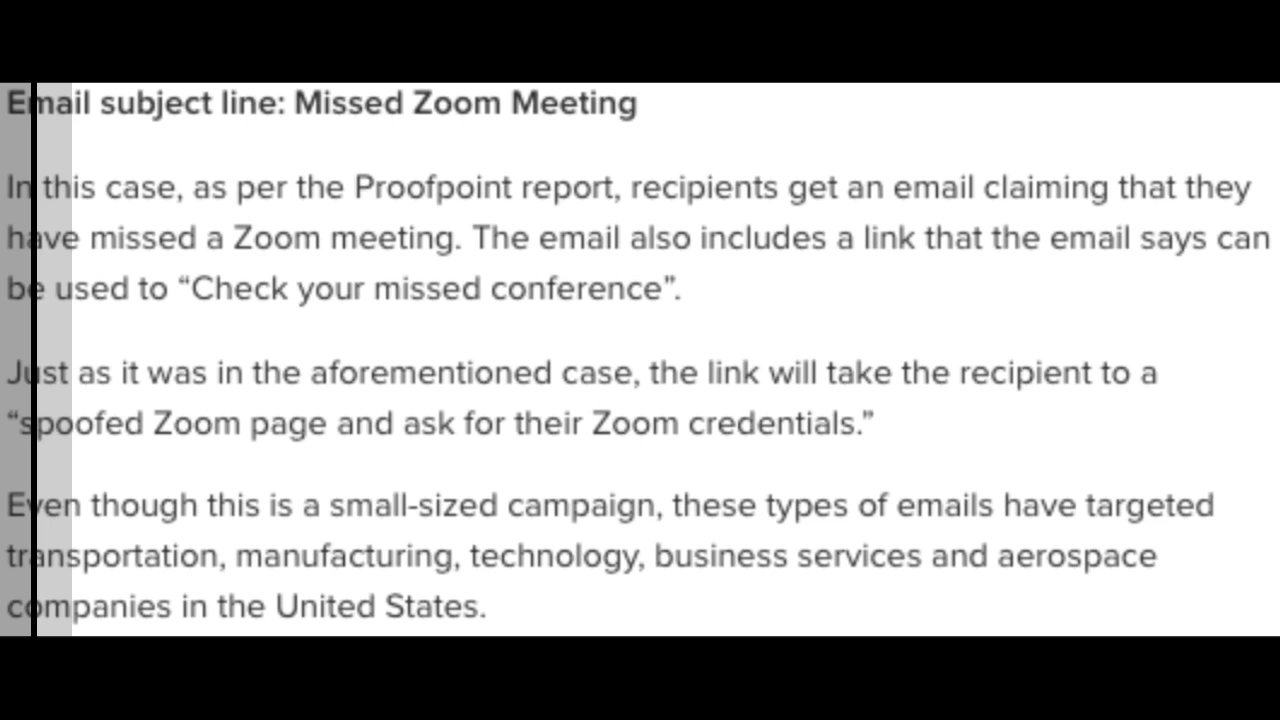 Email subject line: Missed Zoom Meeting
In this case, as per the Proofpoint report, recipients get an email claiming that they
have missed a Zoom meeting. The email also includes a link that the email says can
be used to “Check your missed conference”.
Just as it was in the aforementioned case, the link will take the recipient to a
“spoofed Zoom page and ask for their Zoom credentials.”
Even though this is a small-sized campaign, these types of emails have targeted
transportation, manufacturing, technology, business services and aerospace
companies in the United States.